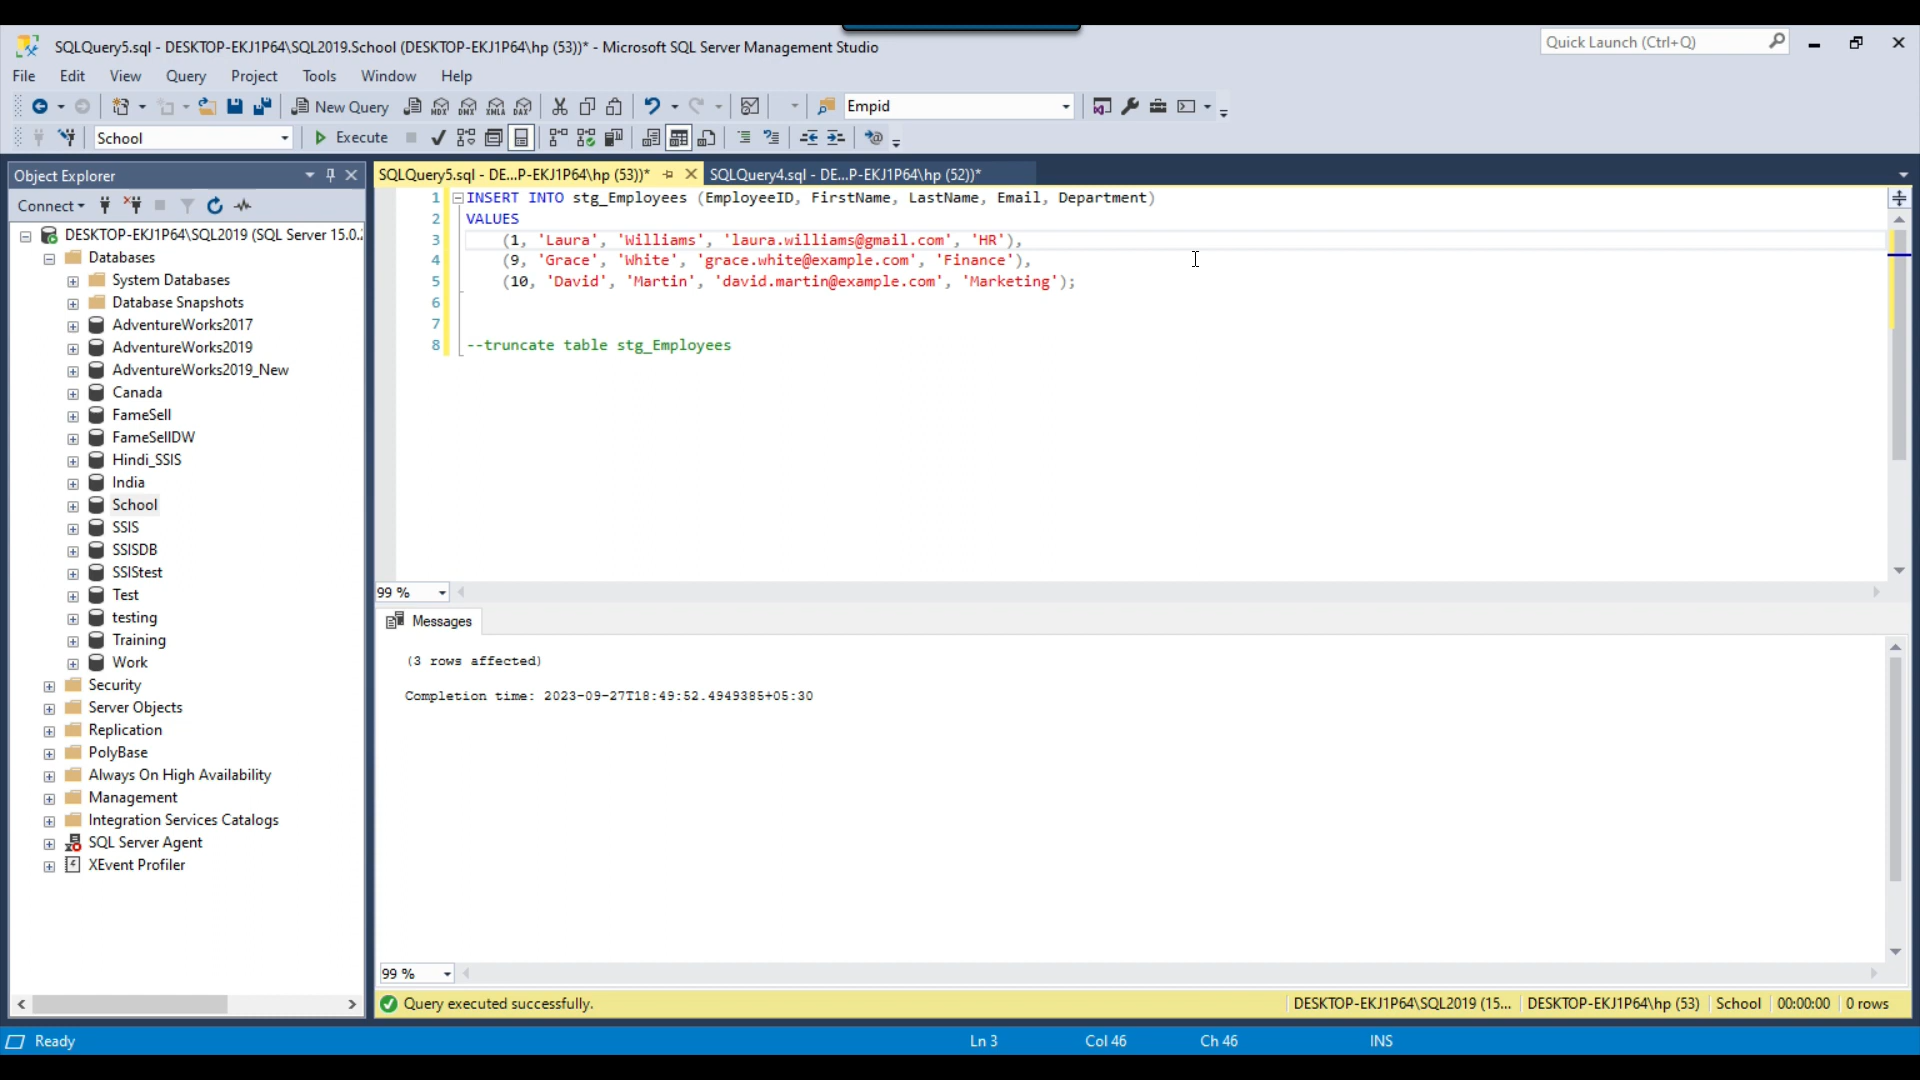 SQLQuery5.sql - DESKTOP-EKJ1P64\SQL2019.School (DESKTOP-EKJ1P64\hp (53))* - Microsoft SQL Server Management Studio
Quick Launch (Ctrl+Q)
File Edit View Query Project Tools Window Help
New Query MDX DMX XMLA DAX Empid
School Execute
Object Explorer
SQLQuery5.sql - DE...P-EKJ1P64\hp (53))* SQLQuery4.sql - DE...P-EKJ1P64\hp (52))*
Connect
DESKTOP-EKJ1P64\SQL2019 (SQL Server 15.0.
Databases
System Databases
Database Snapshots
AdventureWorks2017
AdventureWorks2019
AdventureWorks2019_New
Canada
FameSell
FameSellDW
Hindi_SSIS
India
School
SSIS
SSISDB
SSIStest
Test
testing
Training
Work
Security
Server Objects
Replication
PolyBase
Always On High Availability
Management
Integration Services Catalogs
SQL Server Agent
XEvent Profiler
1 INSERT INTO stg_Employees (EmployeeID, FirstName, LastName, Email, Department)
2 VALUES
3 (1, 'Laura', 'Williams', 'laura.williams@gmail.com', 'HR'),
4 (9, 'Grace', 'White', 'grace.white@example.com', 'Finance'),
5 (10, 'David', 'Martin', 'david.martin@example.com', 'Marketing');
6
7
8 --truncate table stg_Employees
99 %
Messages
(3 rows affected)
Completion time: 2023-09-27T18:49:52.4949385+05:30
99 %
Query executed successfully. DESKTOP-EKJ1P64\SQL2019 (15... DESKTOP-EKJ1P64\hp (53) School 00:00:00 0 rows
Ready Ln 3 Col 46 Ch 46 INS